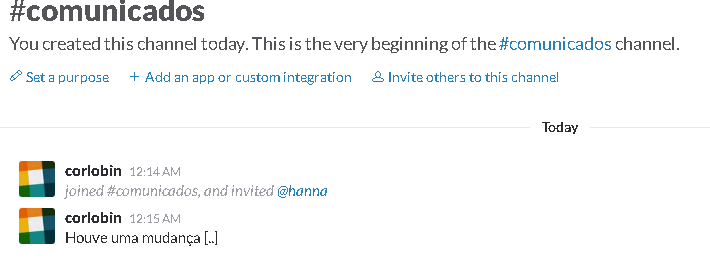 #comunicados
You created this channel today. This is the very beginning of the #comunicados channel.
Set a purpose + Add an app or custom integration Invite others to this channel
Today
corlobin 12:14 AM
joined #comunicados, and invited @hanna
corlobin 12:15 AM
Houve uma mudança [..]